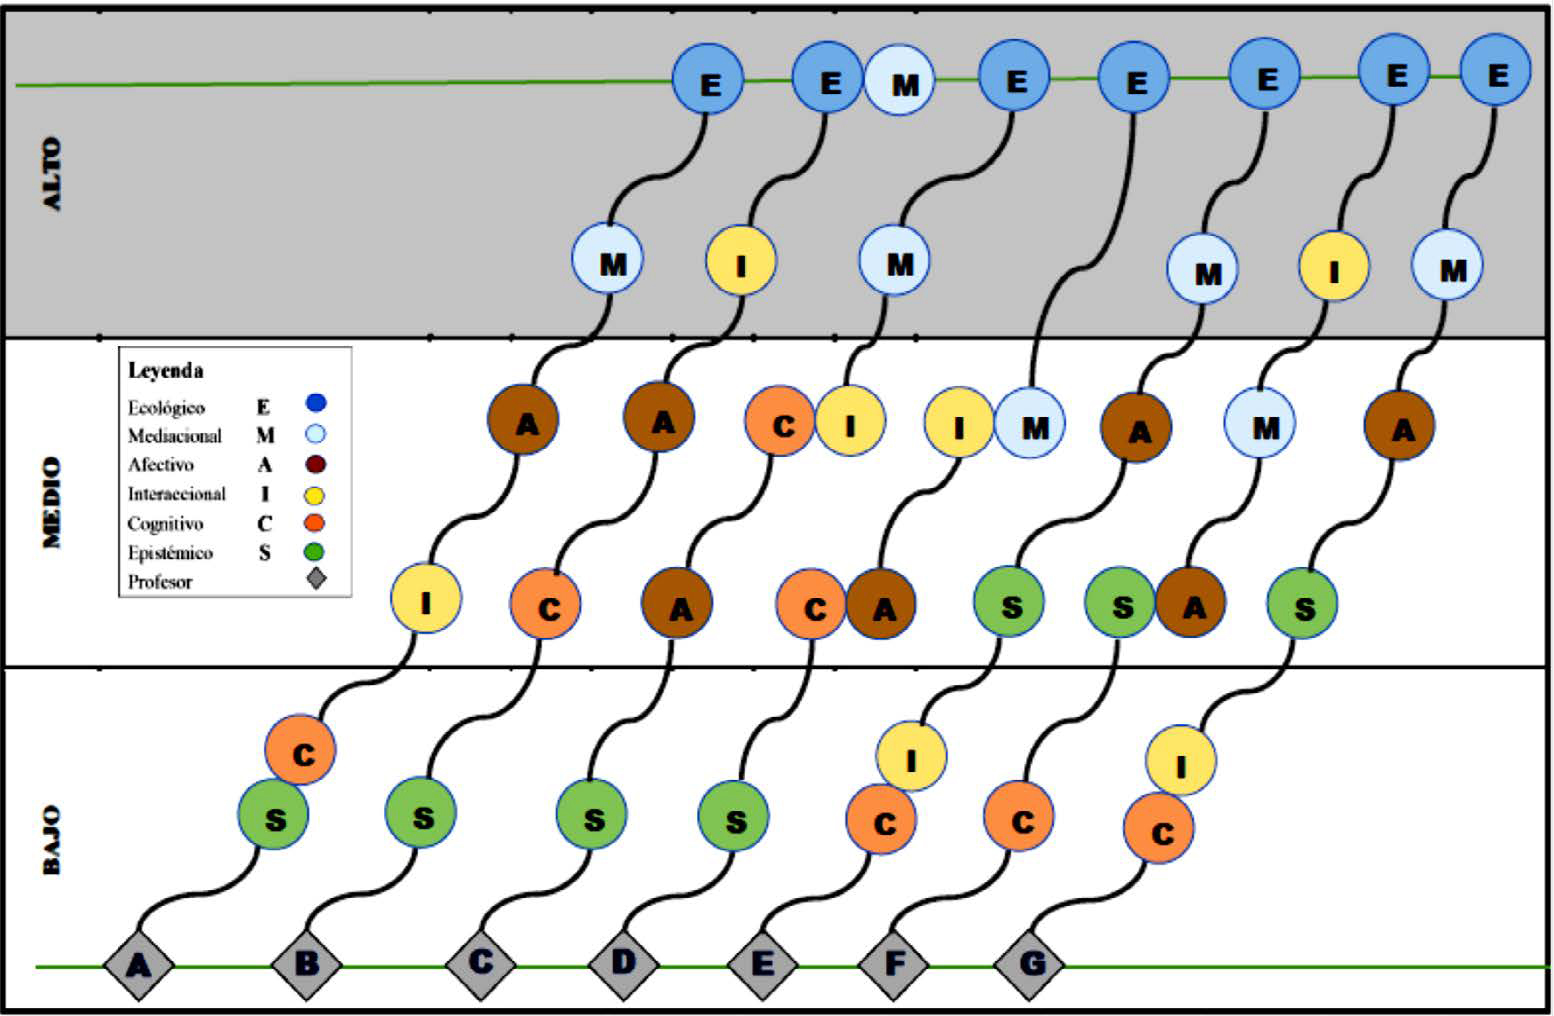 E E M E E E E E
ALTO
M I M M I M
Leyenda
Ecológico E
Mediacional M
Afectivo A
Interaccional I
Cognitivo C
Epistémico S
Profesor
A A C I I M A M A
MEDIO
I C A C A S S A S
C I I
BAJO
S S S S C C C
A B C D E F G